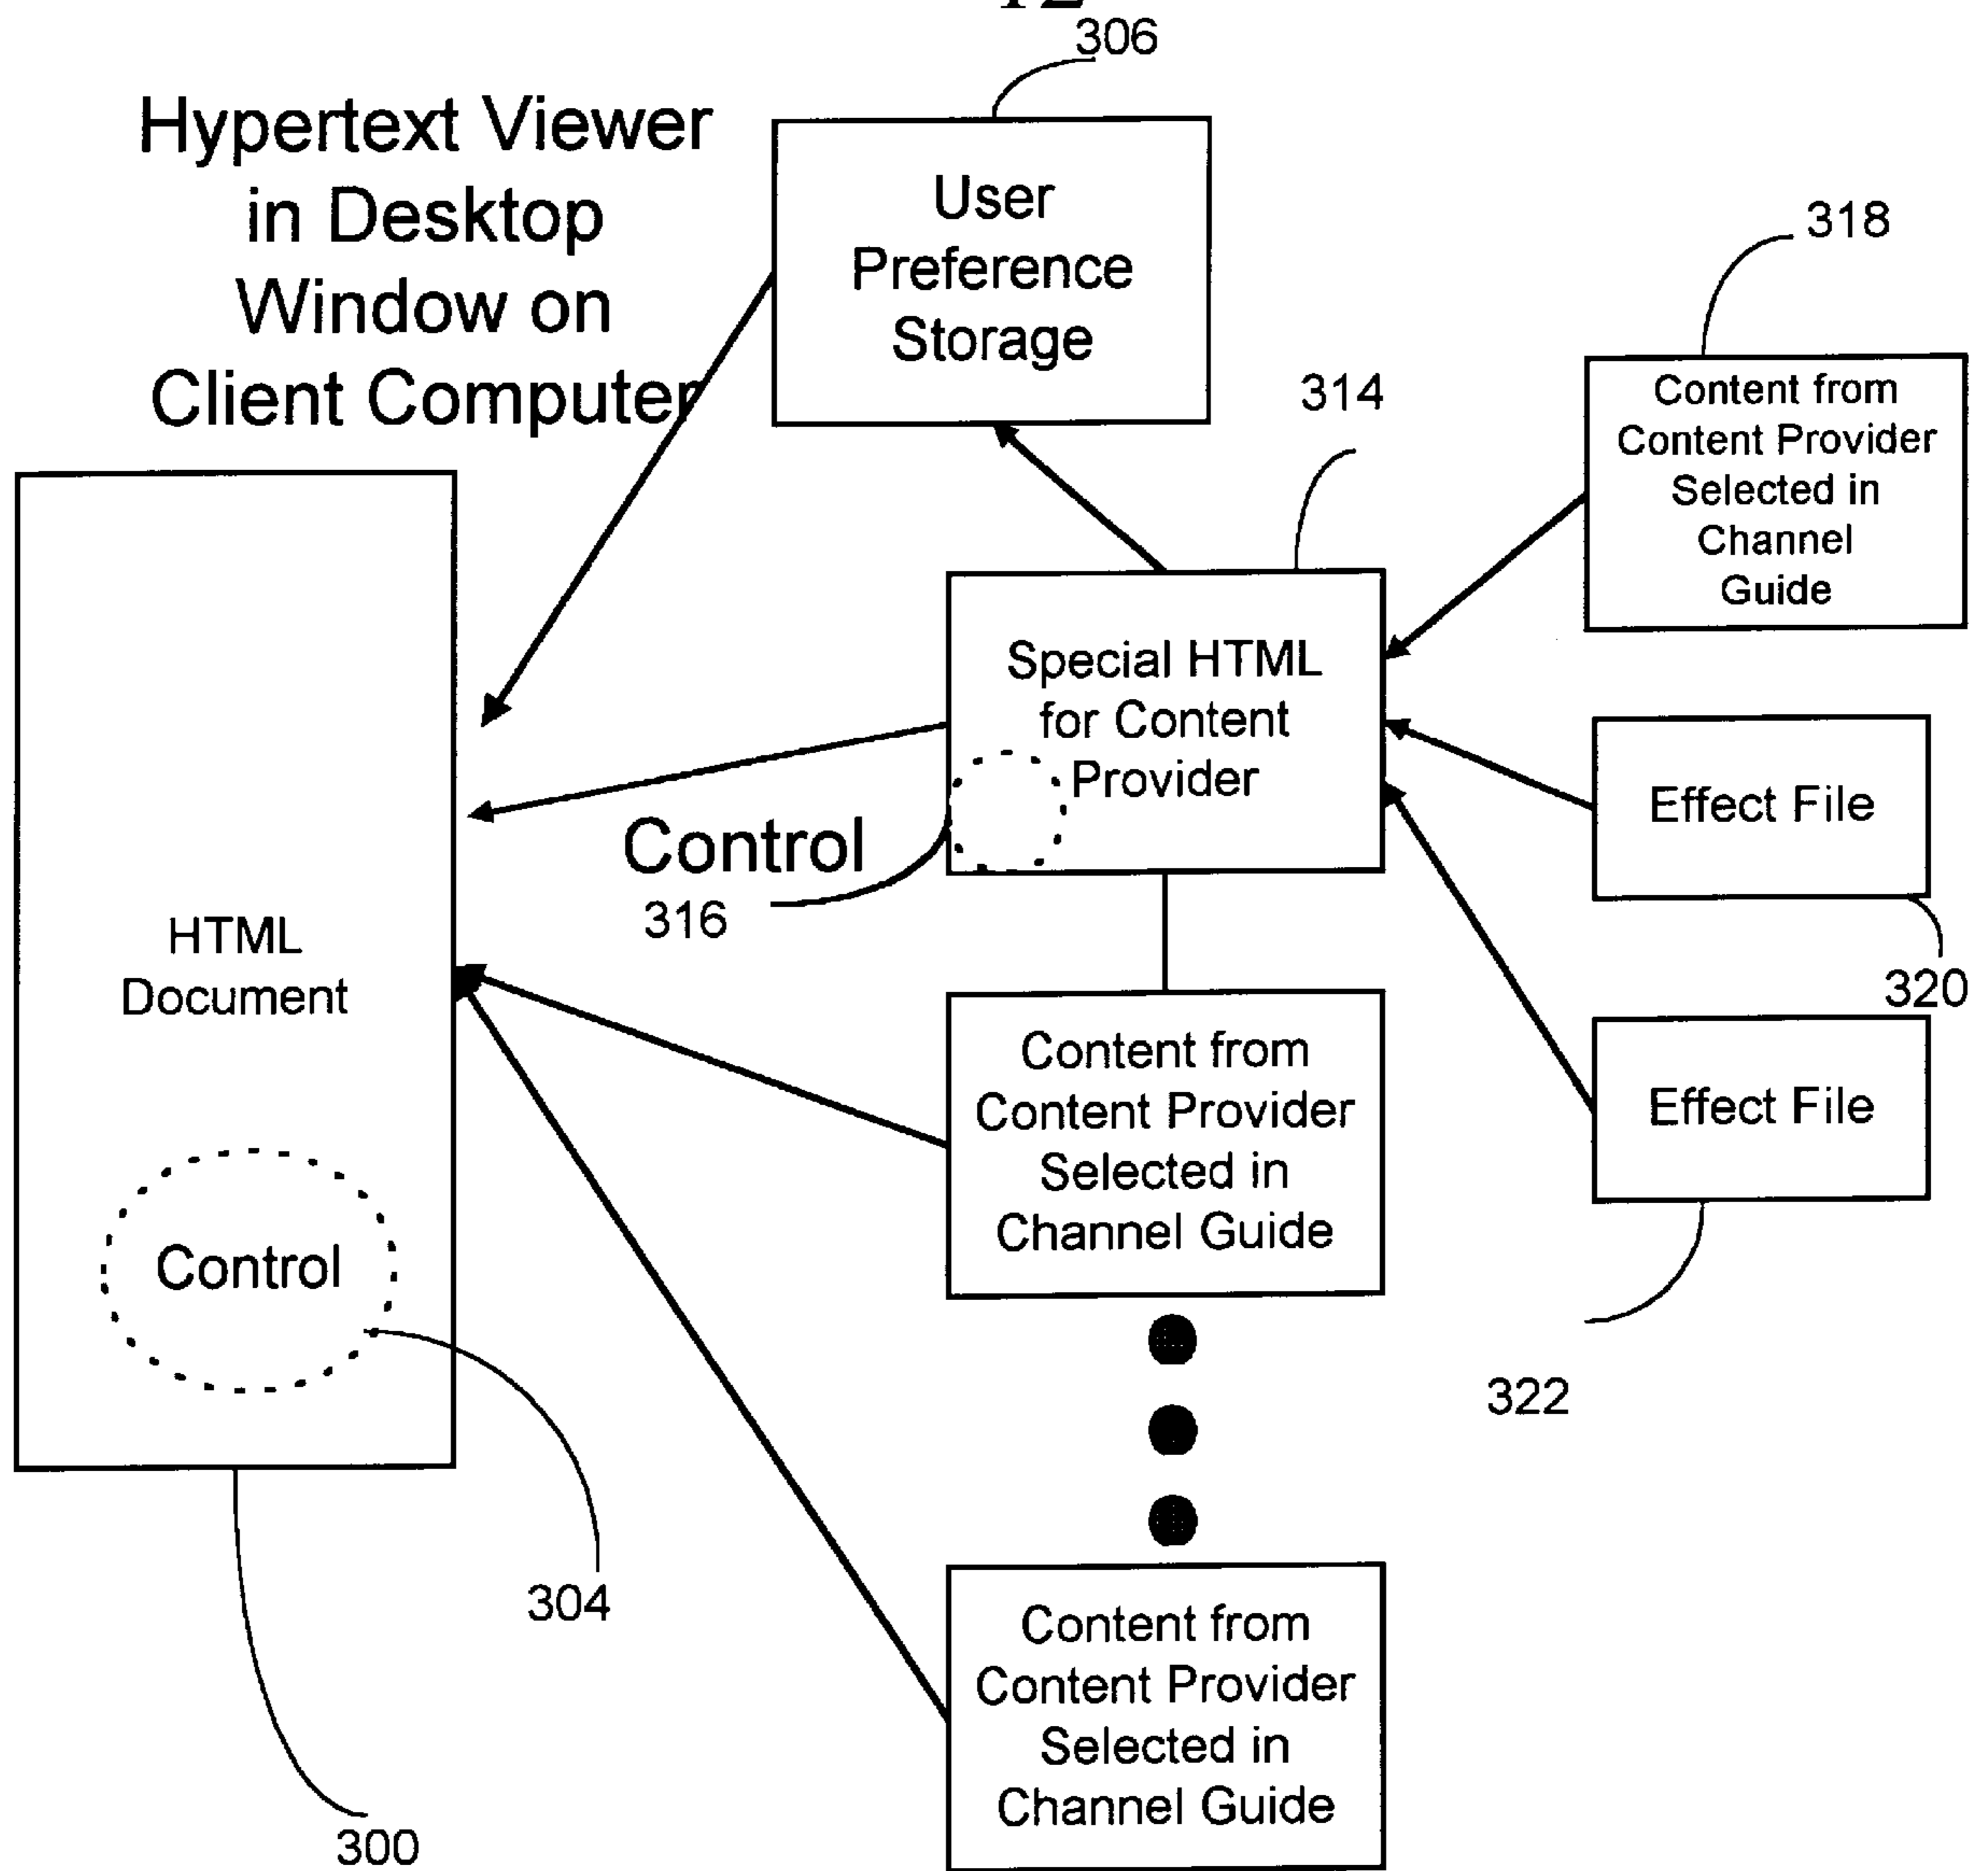 306
Hypertext Viewer
in Desktop
Window on
Client Computer
User
Preference
Storage
318
314
Content from
Content Provider
Selected in
Channel
Guide
Special HTML
for Content
Provider
Effect File
Control
316
HTML
Document
320
Content from
Content Provider
Selected in
Channel Guide
Effect File
Control
322
304
Content from
Content Provider
Selected in
Channel Guide
300